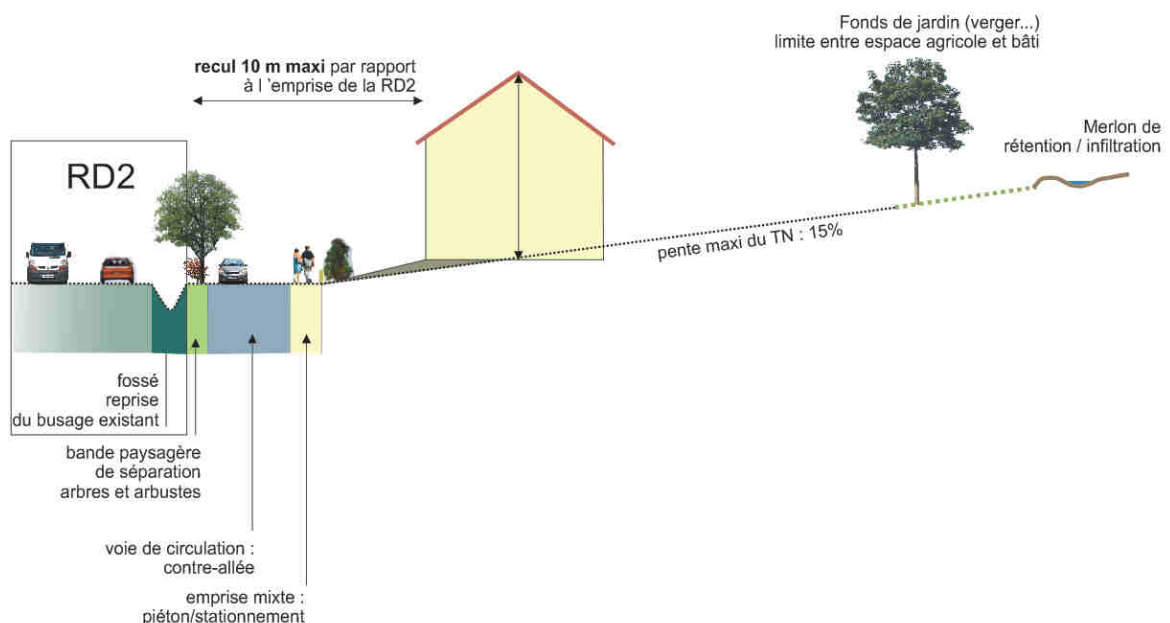 Fonds de jardin (verger...)
limite entre espace agricole et bâti
recul 10 m maxi par rapport
à l 'emprise de la RD2
Merlon de
rétention / infiltration
RD2
pente maxi du TN : 15%
fossé
reprise
du busage existant
bande paysagère
de séparation
arbres et arbustes
voie de circulation :
contre-allée
emprise mixte :
piéton/stationnement